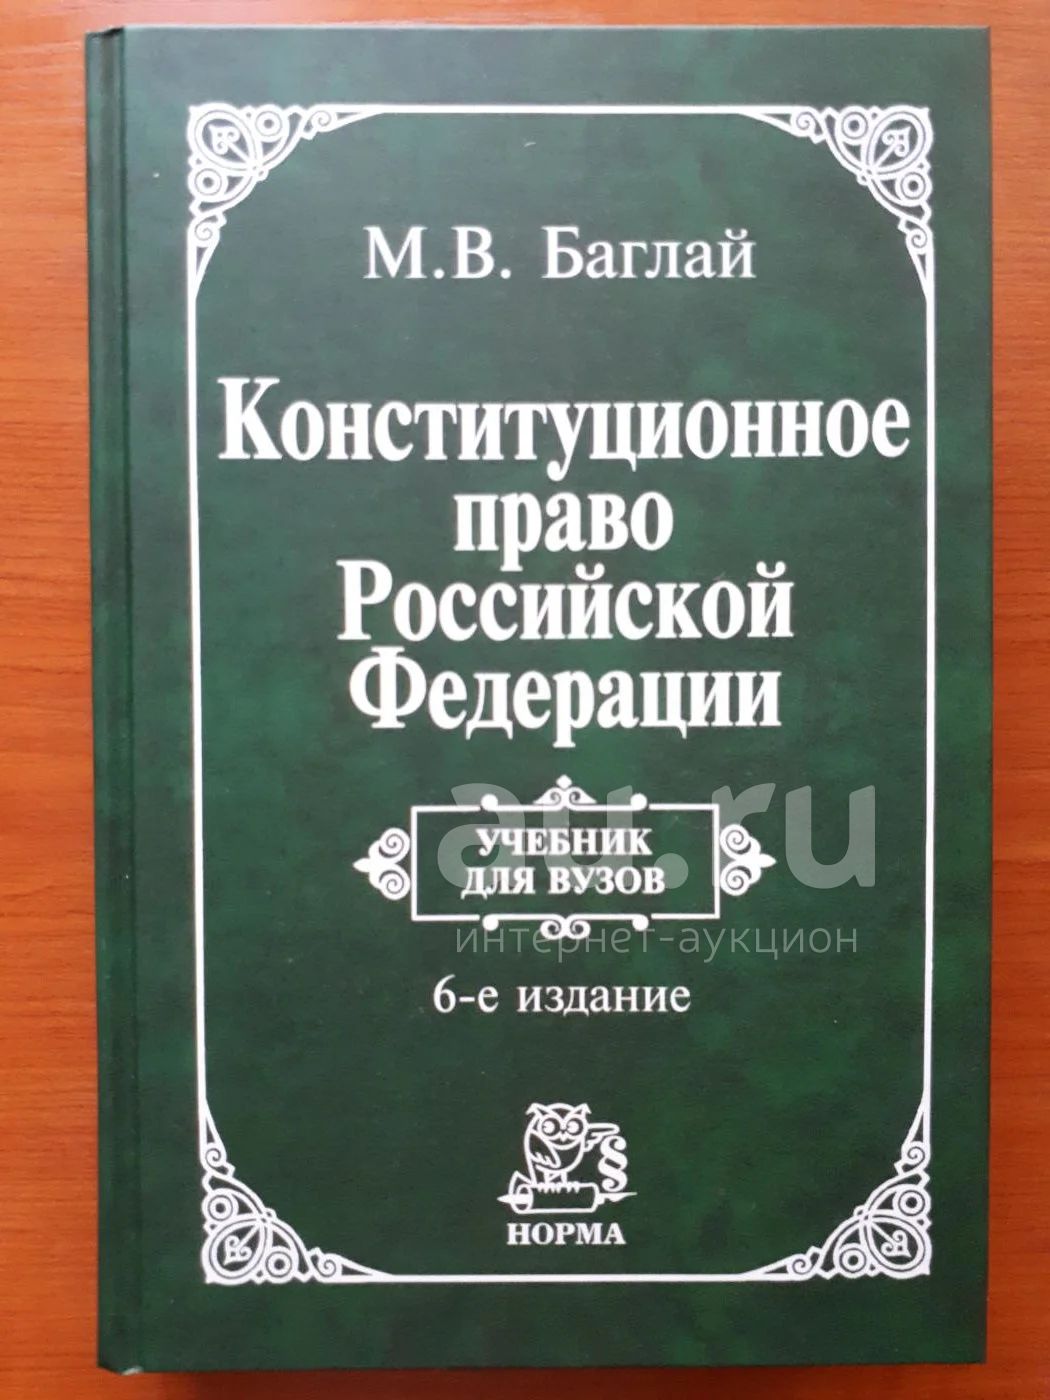 М.В. Баглай
Конституционное
право
Российской
Федерации
au.ru
УЧЕБНИК
ДЛЯ ВУЗОВ
интернет-аукцион
6-е издание
§
НОРМА